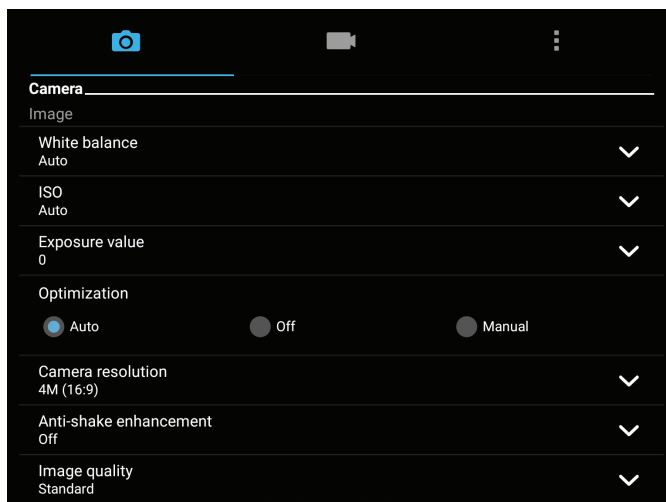 Camera
Image
White balance
Auto
ISO
Auto
Exposure value
0
Optimization
Auto Off Manual
Camera resolution
4M (16:9)
Anti-shake enhancement
Off
Image quality
Standard